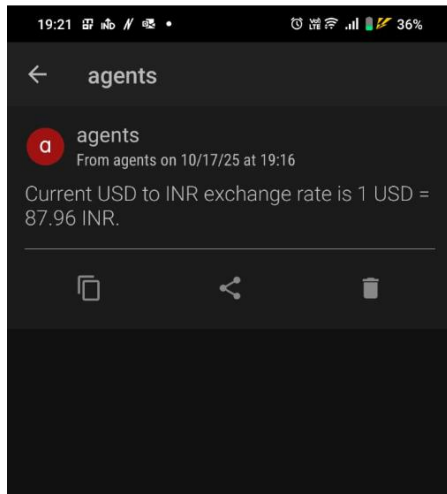 19:21 36%
agents
a
agents
From agents on 10/17/25 at 19:16
Current USD to INR exchange rate is 1 USD =
87.96 INR.